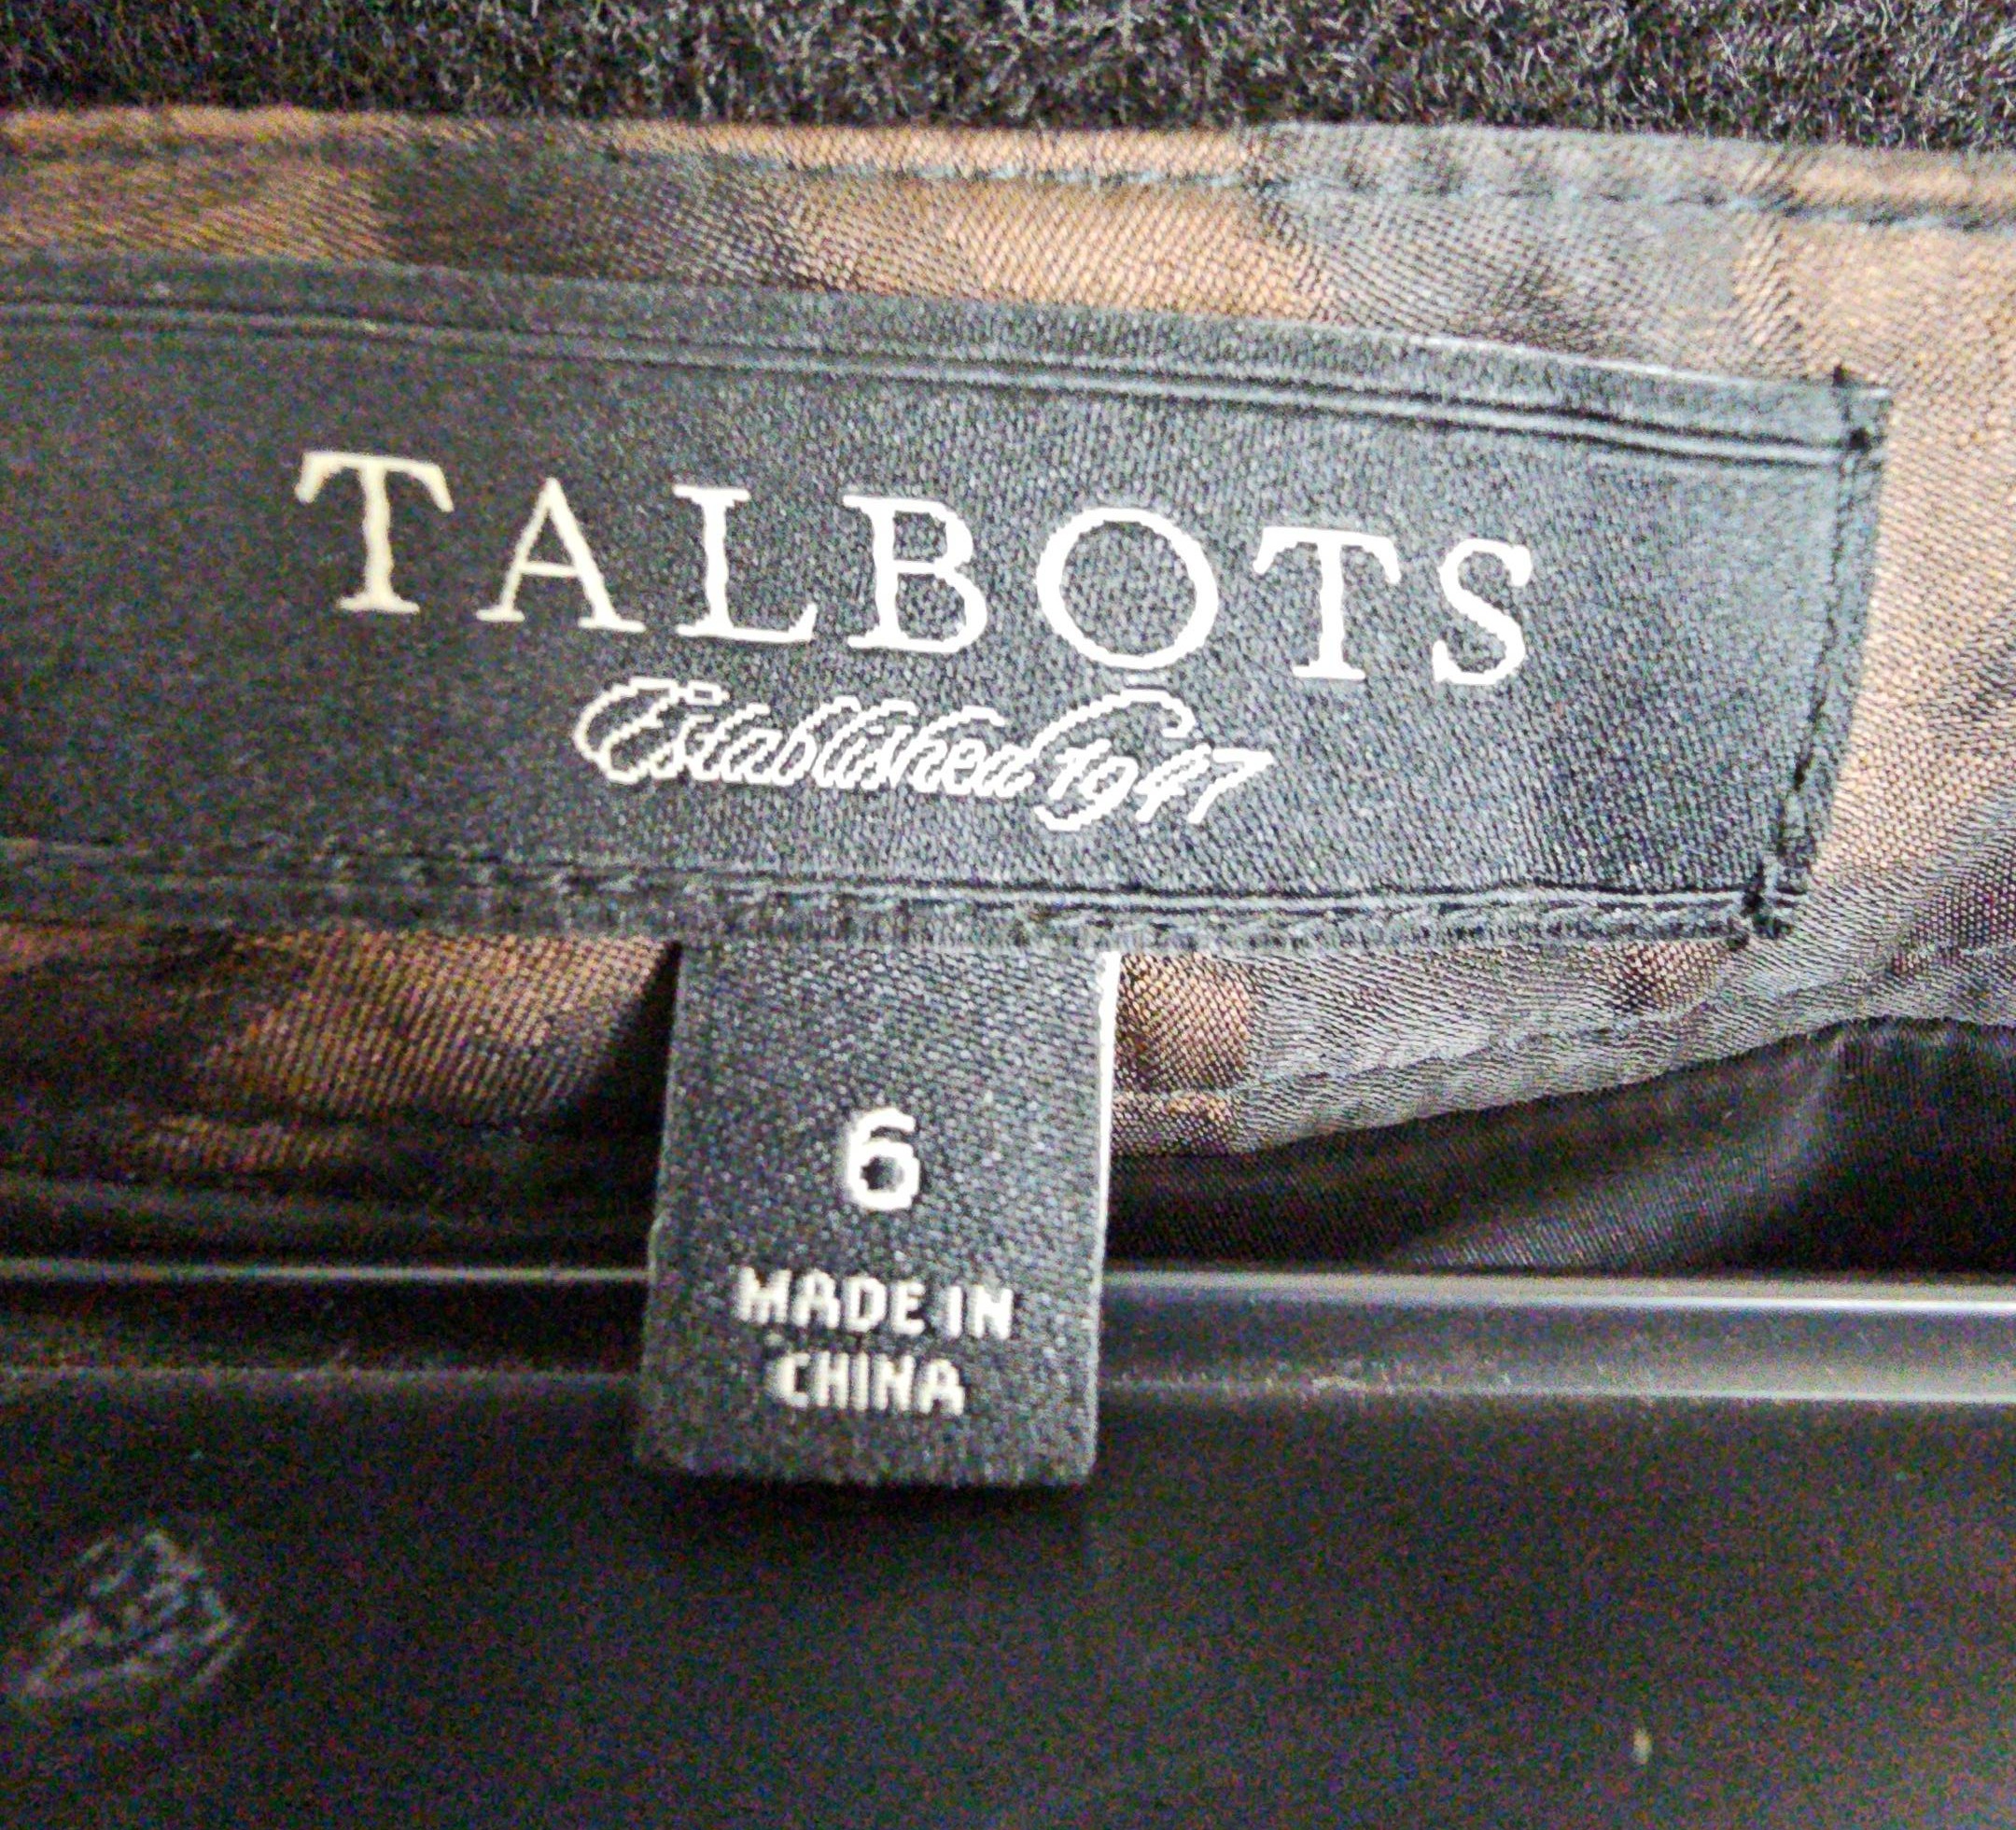 TALBOTS
Established 1947
6
MADE IN
CHINA